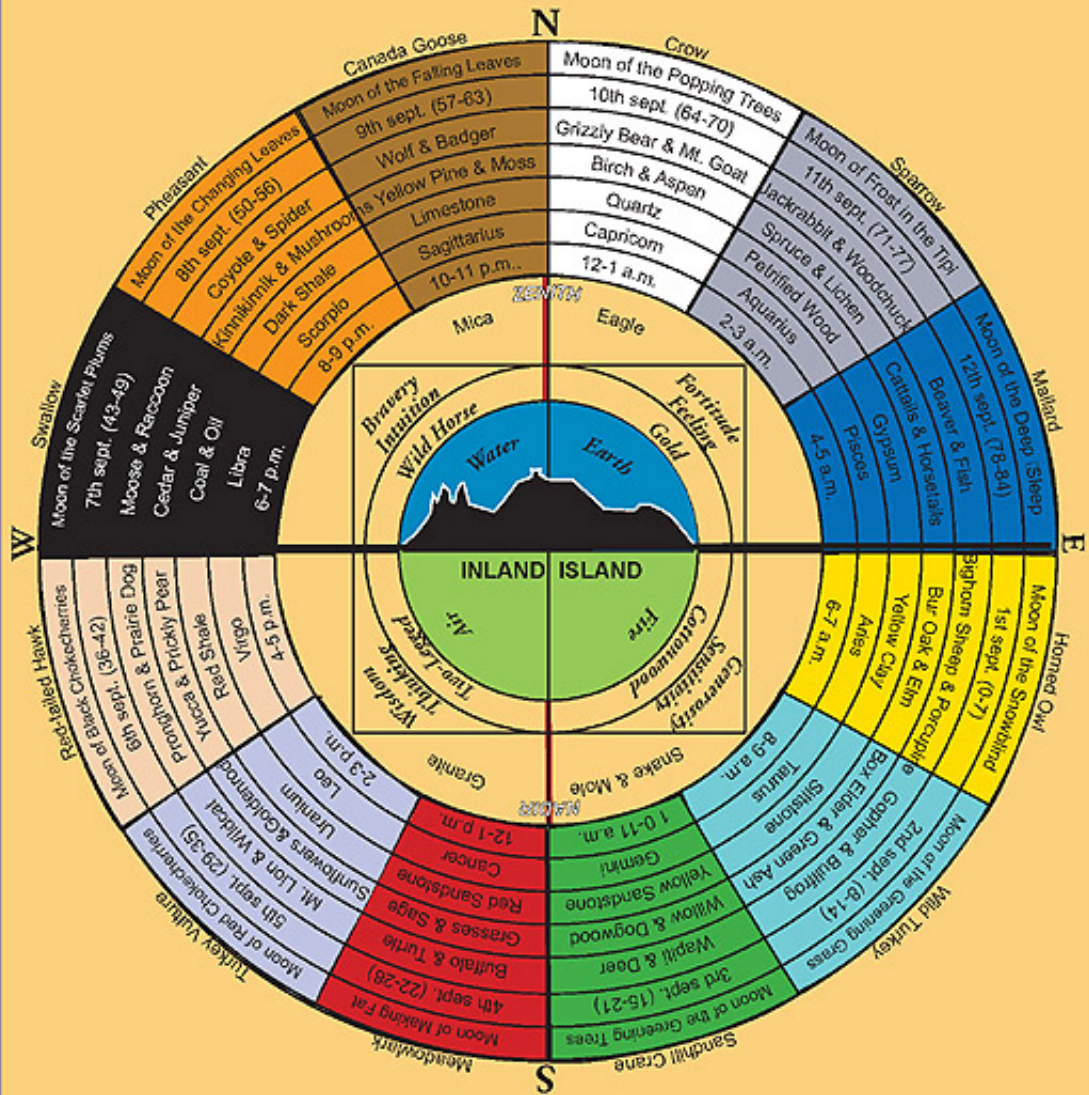 N
Crow
Moon of the Popping Trees
10th sept. (64-70)
Grizzly Bear & Mt. Goat
Birch & Aspen
Quartz
Capricorn
12-1 a.m.
Sparrow
Moon of Frost in the Tipi
11th sept. (71-77)
Jackrabbit & Woodchuck
Spruce & Lichen
Petrified Wood
Aquarius
2-3 a.m
Mallard
Moon of the Deep Sleep
12th sept. (78-84)
Beaver & Fish
Cattails & Horsetails
Gypsum
Pisces
4-5 a.m.
E
Horned Owl
Moon of the Snowblind
1st sept. (0-7)
Bighorn Sheep & Porcupine
Bur Oak & Elm
Yellow Clay
Aries
6-7 a.m.
Wild Turkey
Moon of the Greening Grass
2nd sept. (8-14)
Gopher & Bullfrog
Box Elder & Green Ash
Siltstone
Taurus
8-9 a.m.
Sandhill Crane
Moon of the Greening Trees
3rd sept. (15-21)
Wapiti & Deer
Willow & Dogwood
Yellow Sandstone
Gemini
10-11 a.m.
S
Meadowlark
Moon of Making Fat
4th sept. (22-28)
Buffalo & Turtle
Grasses & Sage
Red Sandstone
Cancer
12-1 p.m.
Turkey Vulture
Moon of Red Chokecherries
5th sept. (29-35)
Mt. Lion & Wildcat
Sunflowers & Goldenrod
Uranium
Leo
2-3 p.m.
Red-tailed Hawk
Moon of Black Chokecherries
6th sept. (36-42)
Pronghorn & Prairie Dog
Yucca & Prickly Pear
Red Shale
Virgo
4-5 p.m.
W
Swallow
Moon of the Scarlet Plums
7th sept. (43-49)
Moose & Raccoon
Cedar & Juniper
Coal & Oil
Libra
6-7 p.m.
Pheasant
Moon of the Changing Leaves
8th sept. (50-56)
Coyote & Spider
Kinnikinnik & Mushrooms
Dark Shale
Scorpio
8-9 p.m.
Canada Goose
Moon of the Falling Leaves
9th sept. (57-63)
Wolf & Badger
Yellow Pine & Moss
Limestone
Sagittarius
10-11 p.m..
ZENITH
Mica
Eagle
Bravery
Intuition
Wild Horse
Water
Fortitude
Feeling
Gold
Earth
INLAND ISLAND
Air
Two-Legged
Thinking
Wisdom
Fire
Cottonwood
Sensitivity
Generosity
Granite
Snake & Mole
NADIR